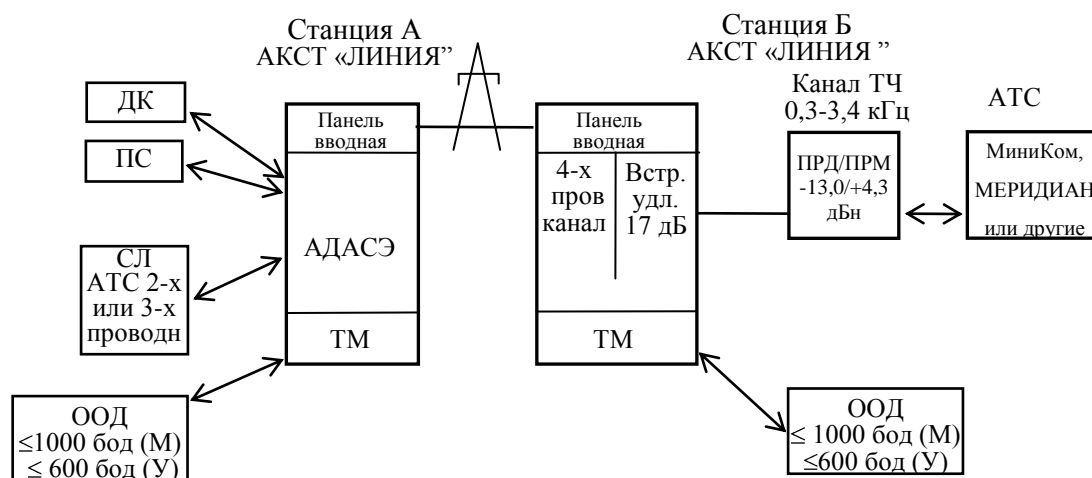 Станция А
АКСТ «ЛИНИЯ”
Станция Б
АКСТ «ЛИНИЯ ”
ДК
ПС
СЛ
АТС 2-х
или 3-х
проводн
ООД
≤1000 бод (М)
≤ 600 бод (У)
Панель
вводная
АДАСЭ
ТМ
Панель
вводная
4-х
пров
канал
Встр.
удл.
17 дБ
ТМ
Канал ТЧ
0,3-3,4 кГц
ПРД/ПРМ
-13,0/+4,3
дБн
АТС
МиниКом,
МЕРИДИАН
или другие
ООД
≤ 1000 бод (М)
≤600 бод (У)